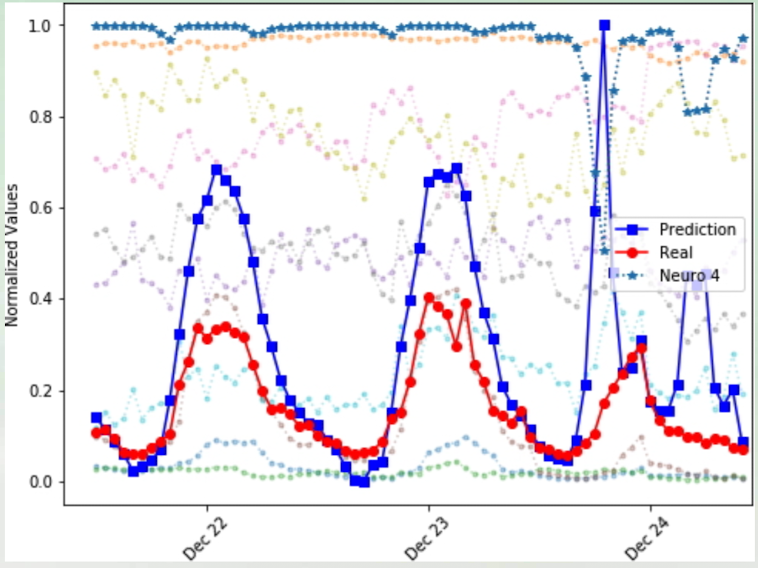 1.0
0.8
0.6
0.4
0.2
0.0
Normalized Values
Prediction
Real
Neuro 4
Dec 22
Dec 23
Dec 24